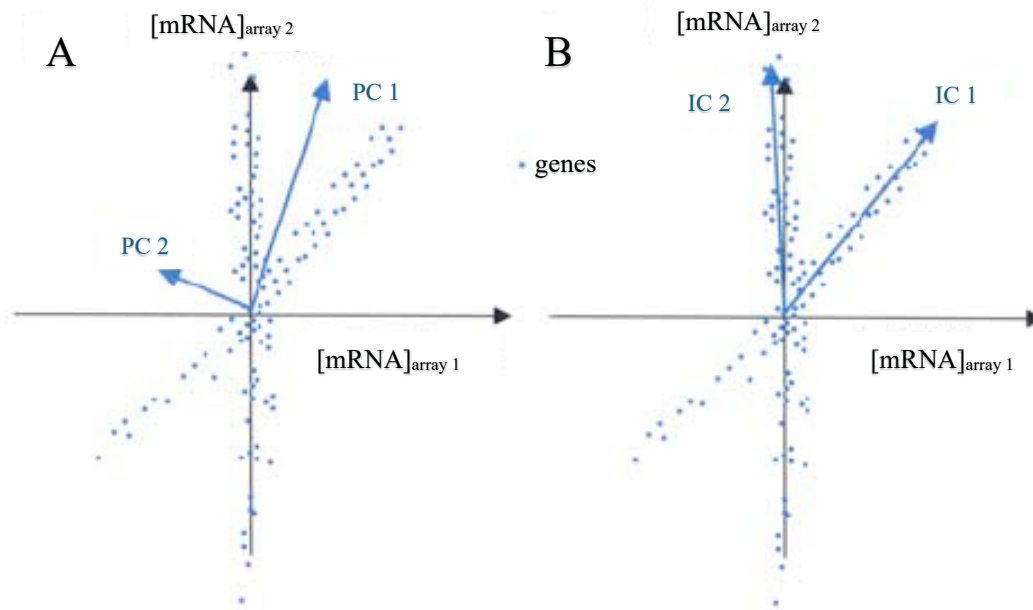 A
[mRNA]array 2
PC 1
PC 2
[mRNA]array 1
genes
B
[mRNA]array 2
IC 2
IC 1
[mRNA]array 1